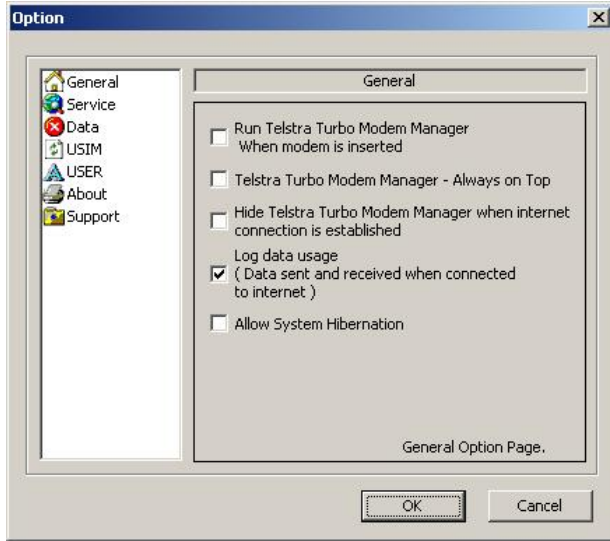 Option
General
Service
Data
USIM
USER
About
Support
General
Run Telstra Turbo Modem Manager
When modem is inserted
Telstra Turbo Modem Manager - Always on Top
Hide Telstra Turbo Modem Manager when internet
connection is established
Log data usage
( Data sent and received when connected
to internet )
Allow System Hibernation
General Option Page.
OK
Cancel